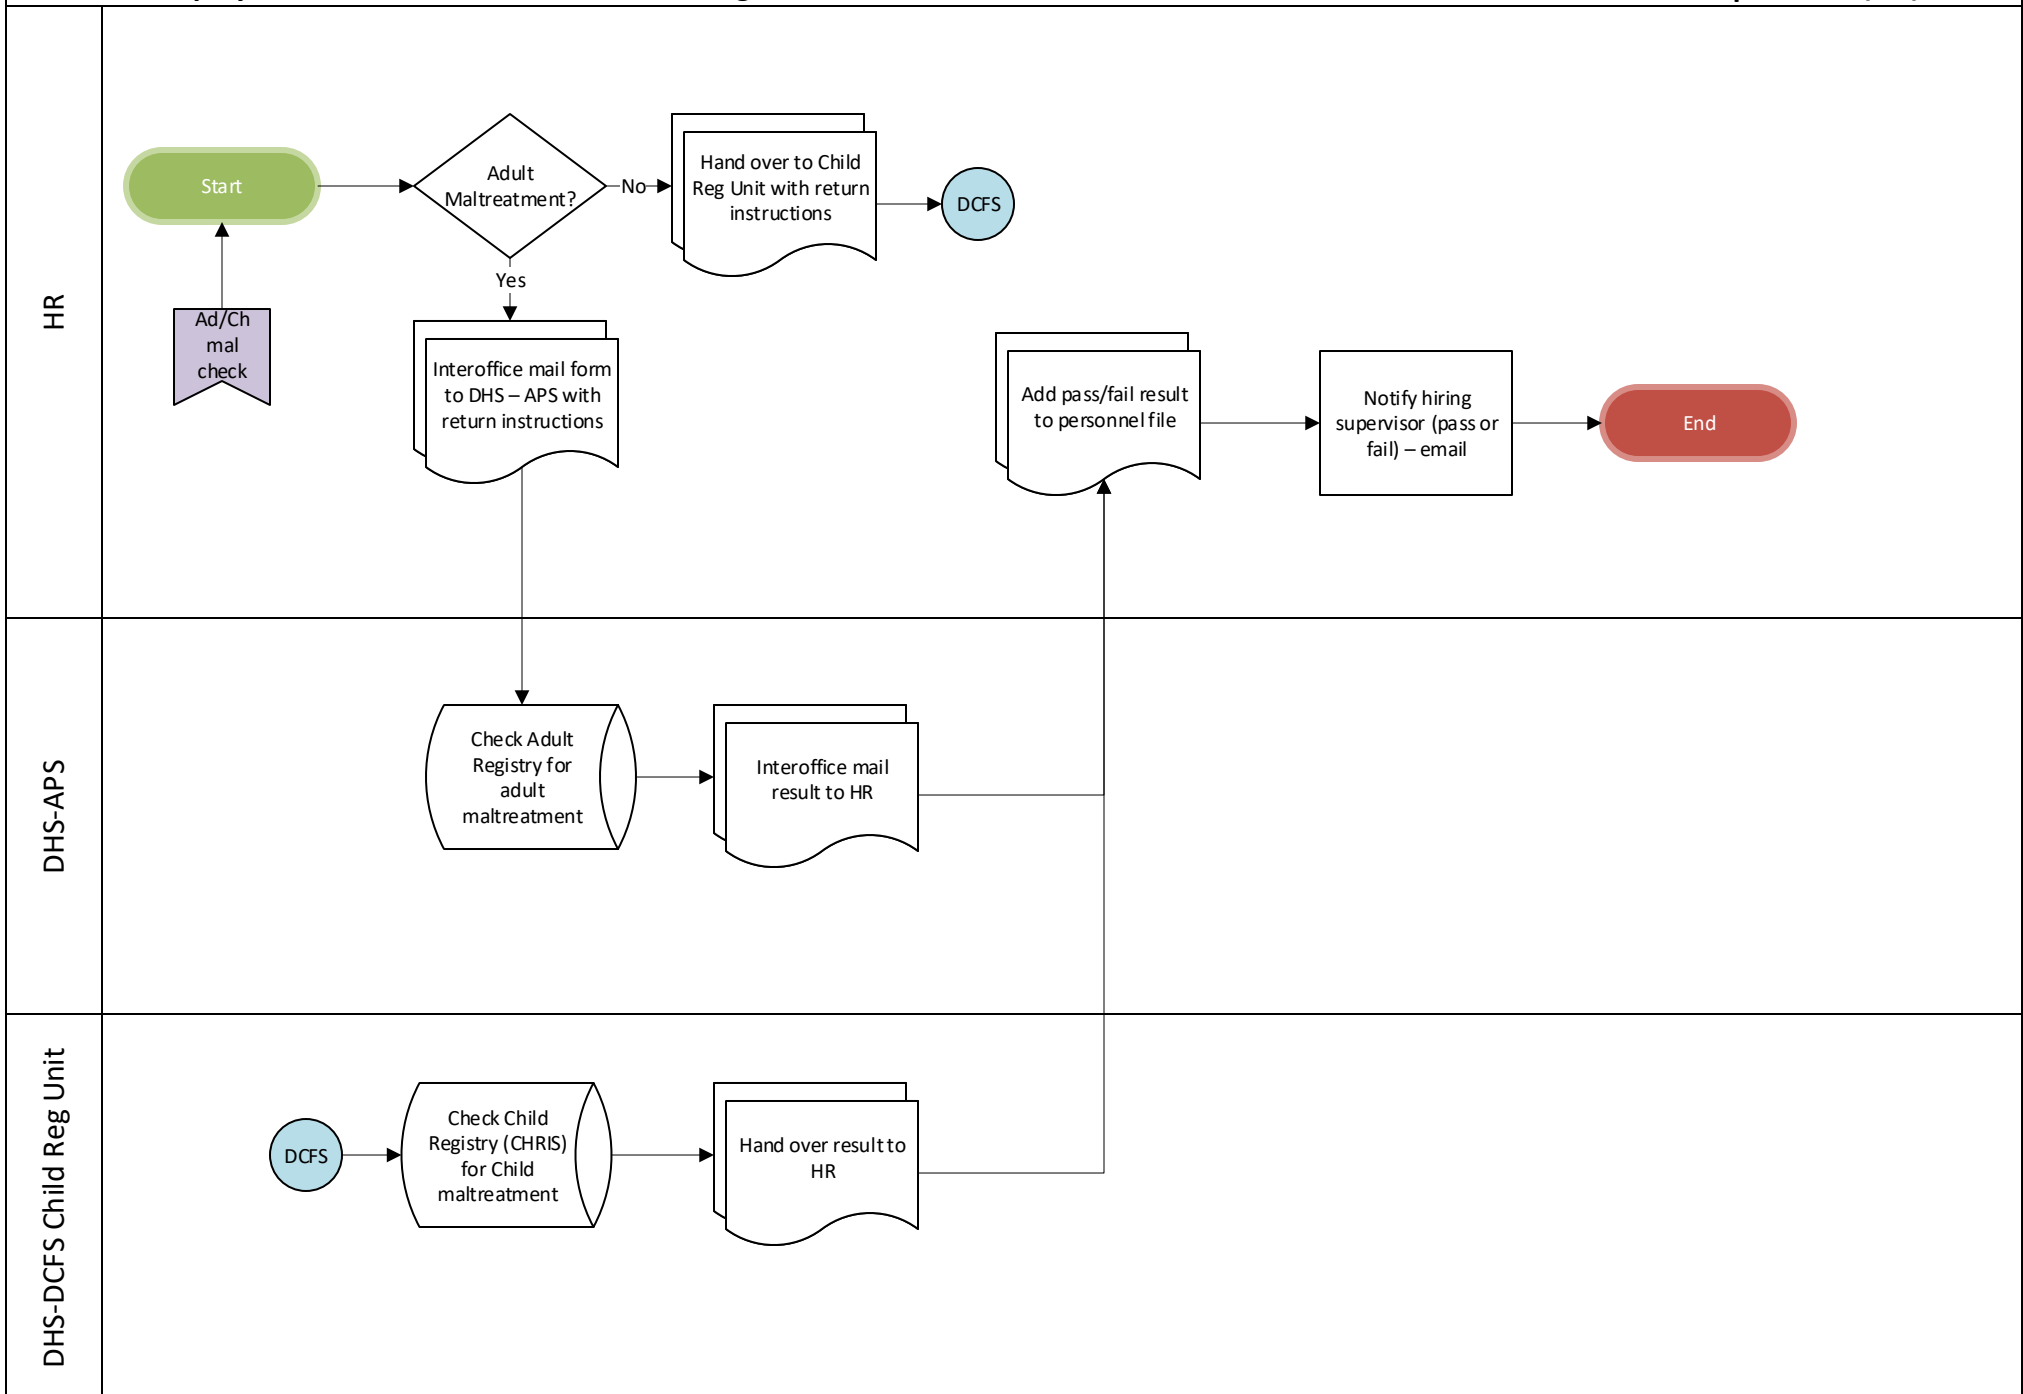 HR
Start
Adult
Maltreatment?
No
Hand over to Child
Reg Unit with return
instructions
DCFS
Yes
Ad/Ch
mal
check
Interoffice mail form
to DHS – APS with
return instructions
Add pass/fail result
to personnel file
Notify hiring
supervisor (pass or
fail) – email
End
DHS-APS
Check Adult
Registry for
adult
maltreatment
Interoffice mail
result to HR
DHS-DCFS Child Reg Unit
DCFS
Check Child
Registry (CHRIS)
for Child
maltreatment
Hand over result to
HR